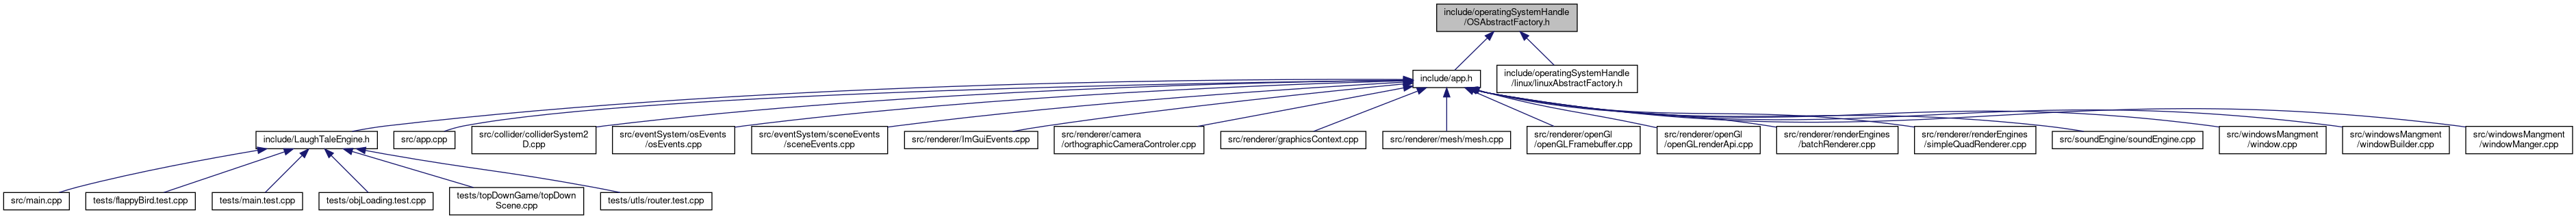 include/operatingSystemHandle
/OSAbstractFactory.h
include/app.h
include/operatingSystemHandle
/linux/linuxAbstractFactory.h
include/LaughTaleEngine.h
src/app.cpp
src/collider/colliderSystem2
D.cpp
src/eventSystem/osEvents
/osEvents.cpp
src/eventSystem/sceneEvents
/sceneEvents.cpp
src/renderer/ImGuiEvents.cpp
src/renderer/camera
/orthographicCameraControler.cpp
src/renderer/graphicsContext.cpp
src/renderer/mesh/mesh.cpp
src/renderer/openGl
/openGLFramebuffer.cpp
src/renderer/openGl
/openGLrenderApi.cpp
src/renderer/renderEngines
/batchRenderer.cpp
src/renderer/renderEngines
/simpleQuadRenderer.cpp
src/soundEngine/soundEngine.cpp
src/windowsMangment
/window.cpp
src/windowsMangment
/windowBuilder.cpp
src/windowsMangment
/windowManger.cpp
src/main.cpp
tests/flappyBird.test.cpp
tests/main.test.cpp
tests/objLoading.test.cpp
tests/topDownGame/topDown
Scene.cpp
tests/utls/router.test.cpp